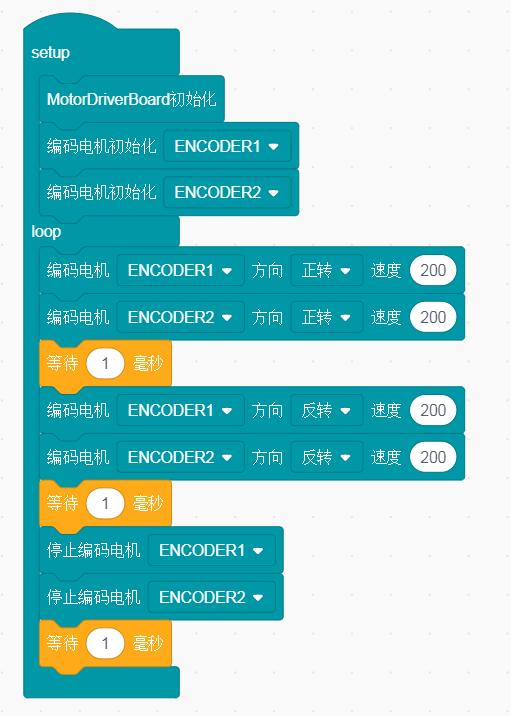 setup
MotorDriverBoard初始化
编码电机初始化 ENCODER1
编码电机初始化 ENCODER2
loop
编码电机 ENCODER1 方向 正转 速度 200
编码电机 ENCODER2 方向 正转 速度 200
等待 1 毫秒
编码电机 ENCODER1 方向 反转 速度 200
编码电机 ENCODER2 方向 反转 速度 200
等待 1 毫秒
停止编码电机 ENCODER1
停止编码电机 ENCODER2
等待 1 毫秒